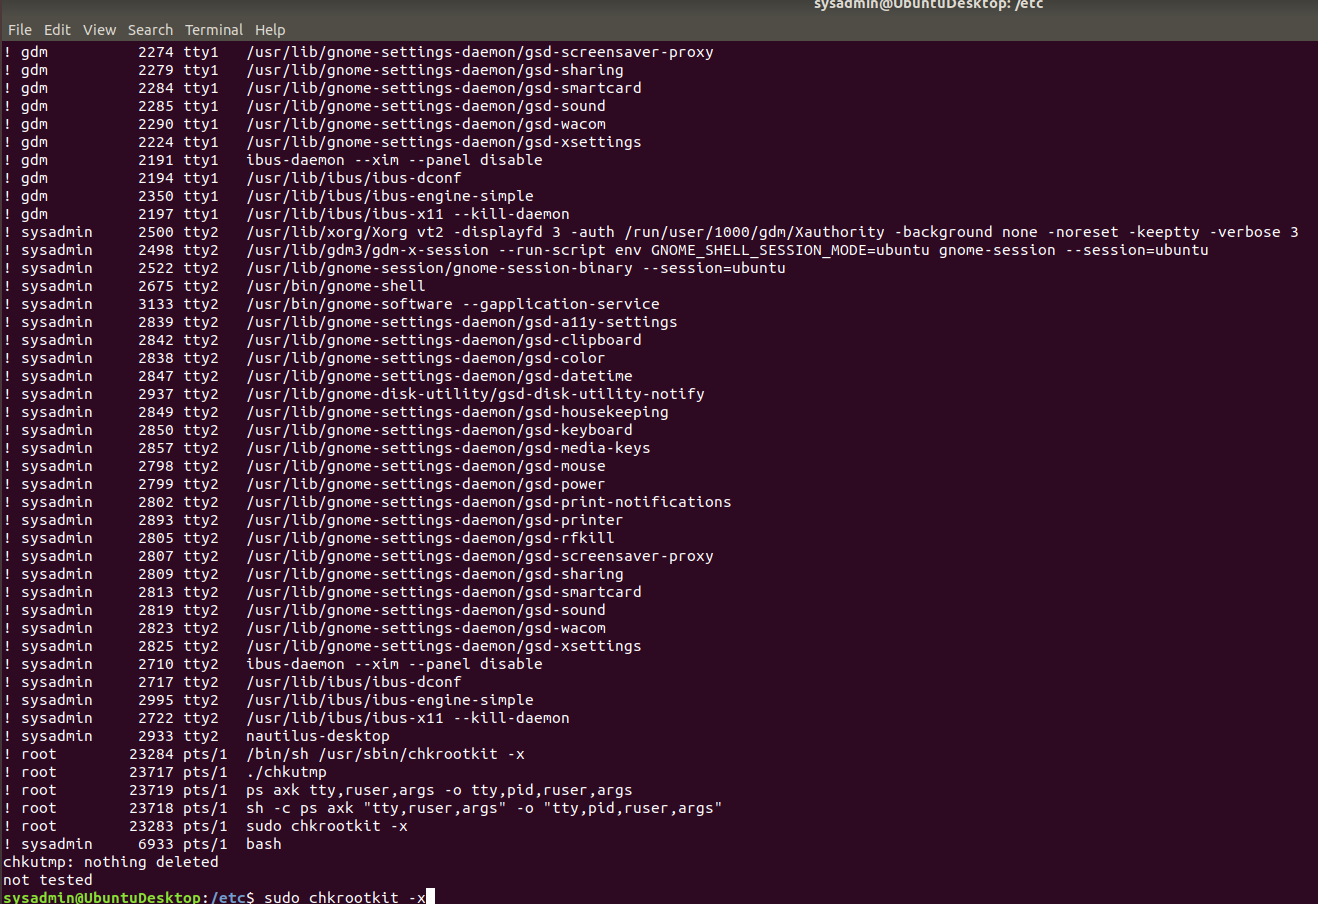 sysadmin@UbuntuDesktop: /etc
File Edit View Search Terminal Help
! gdm 2274 tty1 /usr/lib/gnome-settings-daemon/gsd-screensaver-proxy
! gdm 2279 tty1 /usr/lib/gnome-settings-daemon/gsd-sharing
! gdm 2284 tty1 /usr/lib/gnome-settings-daemon/gsd-smartcard
! gdm 2285 tty1 /usr/lib/gnome-settings-daemon/gsd-sound
! gdm 2290 tty1 /usr/lib/gnome-settings-daemon/gsd-wacom
! gdm 2224 tty1 /usr/lib/gnome-settings-daemon/gsd-xsettings
! gdm 2191 tty1 ibus-daemon --xim --panel disable
! gdm 2194 tty1 /usr/lib/ibus/ibus-dconf
! gdm 2350 tty1 /usr/lib/ibus/ibus-engine-simple
! gdm 2197 tty1 /usr/lib/ibus/ibus-x11 --kill-daemon
! sysadmin 2500 tty2 /usr/lib/xorg/Xorg vt2 -displayfd 3 -auth /run/user/1000/gdm/Xauthority -background none -noreset -keeptty -verbose 3
! sysadmin 2498 tty2 /usr/lib/gdm3/gdm-x-session --run-script env GNOME_SHELL_SESSION_MODE=ubuntu gnome-session --session=ubuntu
! sysadmin 2522 tty2 /usr/lib/gnome-session/gnome-session-binary --session=ubuntu
! sysadmin 2675 tty2 /usr/bin/gnome-shell
! sysadmin 3133 tty2 /usr/bin/gnome-software --gapplication-service
! sysadmin 2839 tty2 /usr/lib/gnome-settings-daemon/gsd-a11y-settings
! sysadmin 2842 tty2 /usr/lib/gnome-settings-daemon/gsd-clipboard
! sysadmin 2838 tty2 /usr/lib/gnome-settings-daemon/gsd-color
! sysadmin 2847 tty2 /usr/lib/gnome-settings-daemon/gsd-datetime
! sysadmin 2937 tty2 /usr/lib/gnome-disk-utility/gsd-disk-utility-notify
! sysadmin 2849 tty2 /usr/lib/gnome-settings-daemon/gsd-housekeeping
! sysadmin 2850 tty2 /usr/lib/gnome-settings-daemon/gsd-keyboard
! sysadmin 2857 tty2 /usr/lib/gnome-settings-daemon/gsd-media-keys
! sysadmin 2798 tty2 /usr/lib/gnome-settings-daemon/gsd-mouse
! sysadmin 2799 tty2 /usr/lib/gnome-settings-daemon/gsd-power
! sysadmin 2802 tty2 /usr/lib/gnome-settings-daemon/gsd-print-notifications
! sysadmin 2893 tty2 /usr/lib/gnome-settings-daemon/gsd-printer
! sysadmin 2805 tty2 /usr/lib/gnome-settings-daemon/gsd-rfkill
! sysadmin 2807 tty2 /usr/lib/gnome-settings-daemon/gsd-screensaver-proxy
! sysadmin 2809 tty2 /usr/lib/gnome-settings-daemon/gsd-sharing
! sysadmin 2813 tty2 /usr/lib/gnome-settings-daemon/gsd-smartcard
! sysadmin 2819 tty2 /usr/lib/gnome-settings-daemon/gsd-sound
! sysadmin 2823 tty2 /usr/lib/gnome-settings-daemon/gsd-wacom
! sysadmin 2825 tty2 /usr/lib/gnome-settings-daemon/gsd-xsettings
! sysadmin 2710 tty2 ibus-daemon --xim --panel disable
! sysadmin 2717 tty2 /usr/lib/ibus/ibus-dconf
! sysadmin 2995 tty2 /usr/lib/ibus/ibus-engine-simple
! sysadmin 2722 tty2 /usr/lib/ibus/ibus-x11 --kill-daemon
! sysadmin 2933 tty2 nautilus-desktop
! root 23284 pts/1 /bin/sh /usr/sbin/chkrootkit -x
! root 23717 pts/1 ./chkutmp
! root 23719 pts/1 ps axk tty,ruser,args -o tty,pid,ruser,args
! root 23718 pts/1 sh -c ps axk "tty,ruser,args" -o "tty,pid,ruser,args"
! root 23283 pts/1 sudo chkrootkit -x
! sysadmin 6933 pts/1 bash
chkutmp: nothing deleted
not tested
sysadmin@UbuntuDesktop:/etc$ sudo chkrootkit -x